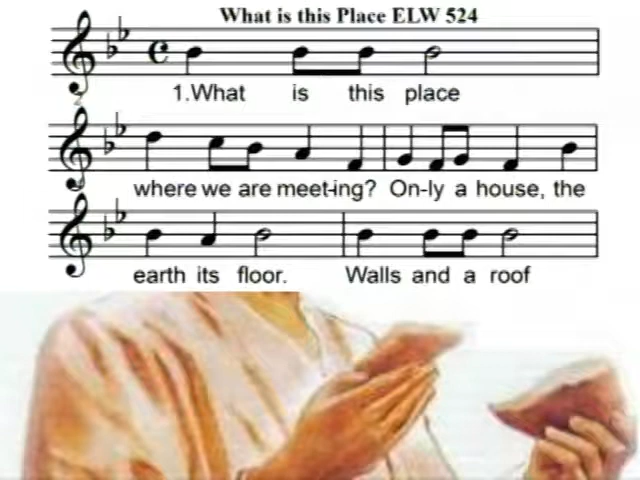 What is this Place ELW 524
1.What is this place
where we are meet-ing? On-ly a house, the
earth its floor. Walls and a roof